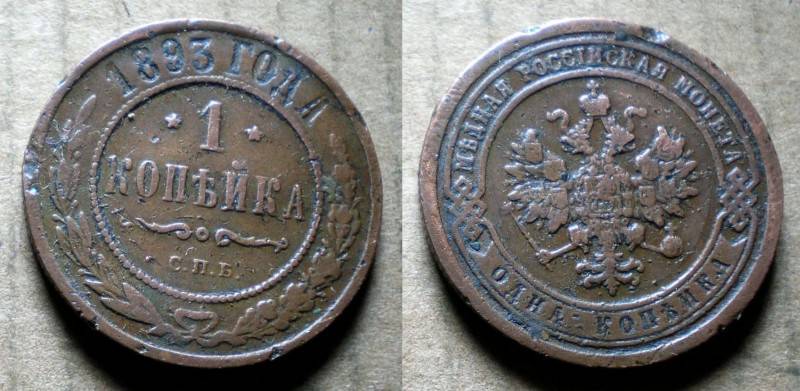 1893 ГОДА
1
КОПѢЙКА
С.П.Б.
МѢДНАЯ РОССІЙСКАЯ МОНЕТА
ОДНА КОПѢЙКА